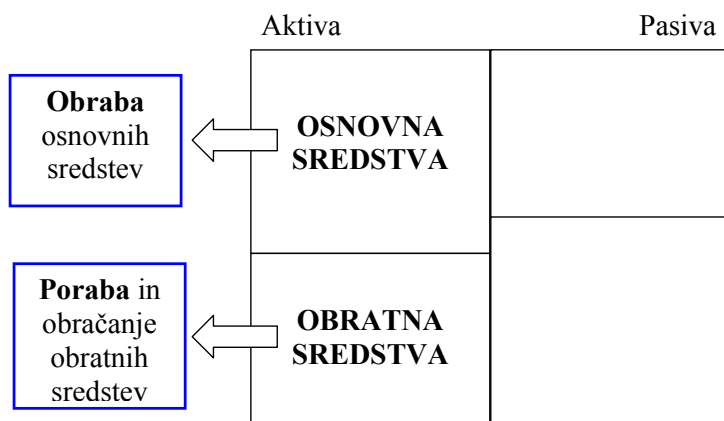 Aktiva
Pasiva
Obraba
osnovnih
sredstev
OSNOVNA
SREDSTVA
Poraba in
obračanje
obratnih
sredstev
OBRATNA
SREDSTVA